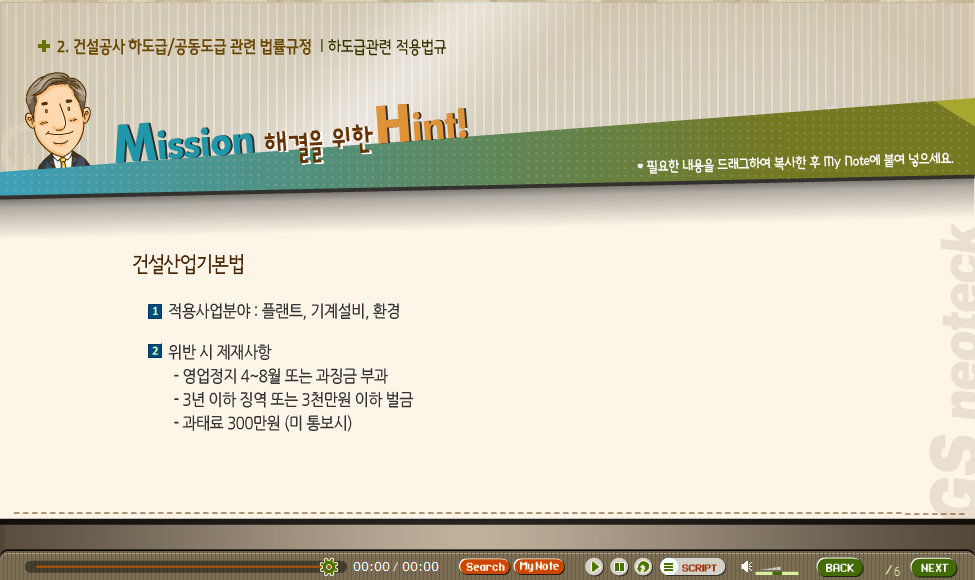 2. 건설공사 하도급/공동도급 관련 법률규정 | 하도급관련 적용법규
Mission 해결을 위한 Hint!
* 필요한 내용을 드래그하여 복사한 후 My Note에 붙여 넣으세요.
건설산업기본법
1 적용사업분야 : 플랜트, 기계설비, 환경
2 위반 시 제재사항
- 영업정지 4~8월 또는 과징금 부과
- 3년 이하 징역 또는 3천만원 이하 벌금
- 과태료 300만원 (미 통보시)
GS neoteck
00:00 / 00:00 Search My Note SCRIPT BACK /6 NEXT